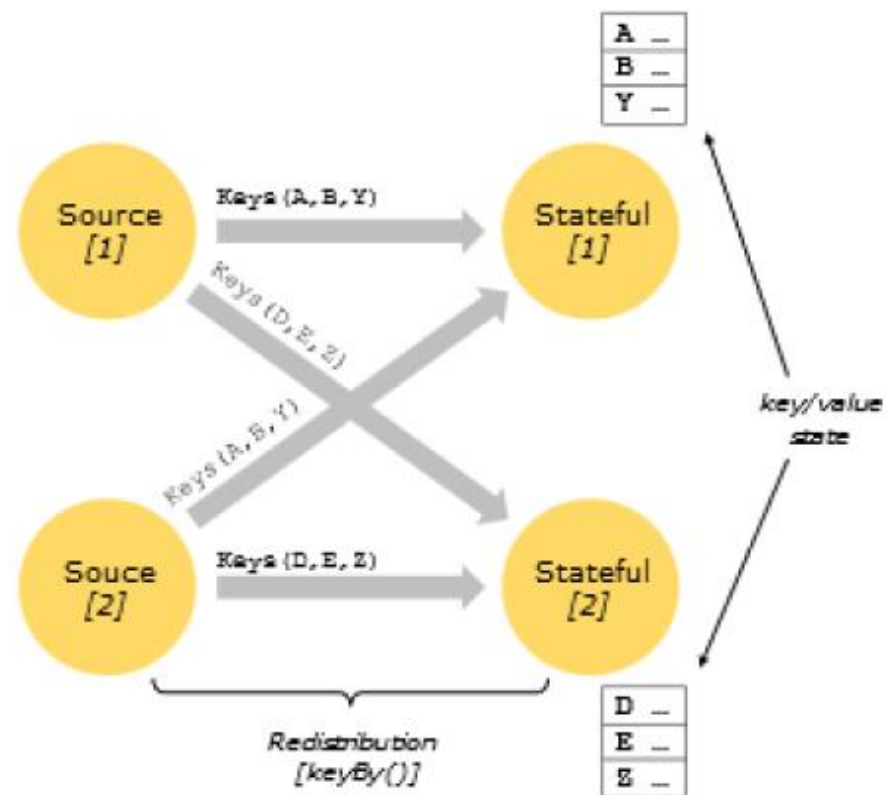 A …
B …
Y …
Source
[1]
Keys(A,B,Y)
Stateful
[1]
Keys(D,E,Z)
key/value
state
Keys(A,B,Y)
Souce
[2]
Keys(D,E,Z)
Stateful
[2]
Redistribution
[keyBy()]
D …
E …
Z …